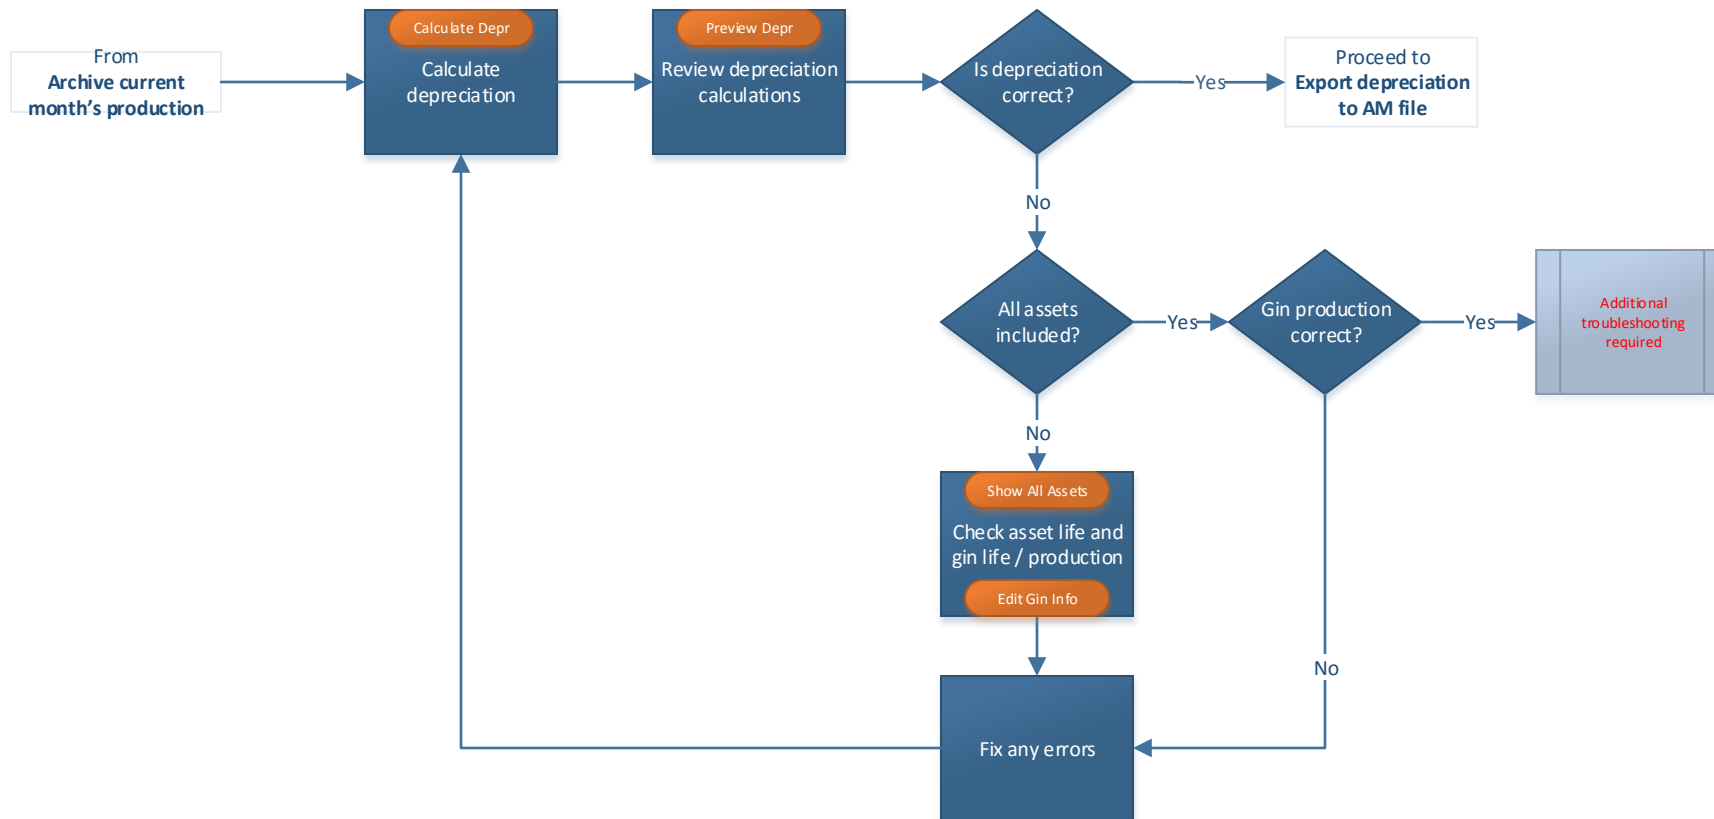 From
Archive current
month's production
Calculate Depr
Calculate
depreciation
Preview Depr
Review depreciation
calculations
Is depreciation
correct?
Yes
Proceed to
Export depreciation
to AM file
No
All assets
included?
Yes
Gin production
correct?
Yes
Additional
troubleshooting
required
No
Show All Assets
Check asset life and
gin life / production
Edit Gin Info
No
Fix any errors